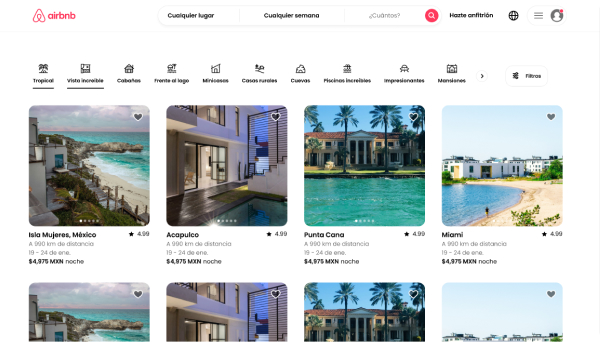 airbnb
Cualquier lugar
Cualquier semana
¿Cuántos?
Hazte anfitrión
Tropical
Vista increíble
Cabañas
Frente al lago
Minicasas
Casas rurales
Cuevas
Piscinas increíbles
Impresionantes
Mansiones
Filtros
Isla Mujeres, México ★ 4.99
A 990 km de distancia
19 - 24 de ene.
$4,975 MXN noche
Acapulco ★ 4.99
A 990 km de distancia
19 - 24 de ene.
$4,975 MXN noche
Punta Cana ★ 4.99
A 990 km de distancia
19 - 24 de ene.
$4,975 MXN noche
Miami ★ 4.99
A 990 km de distancia
19 - 24 de ene.
$4,975 MXN noche